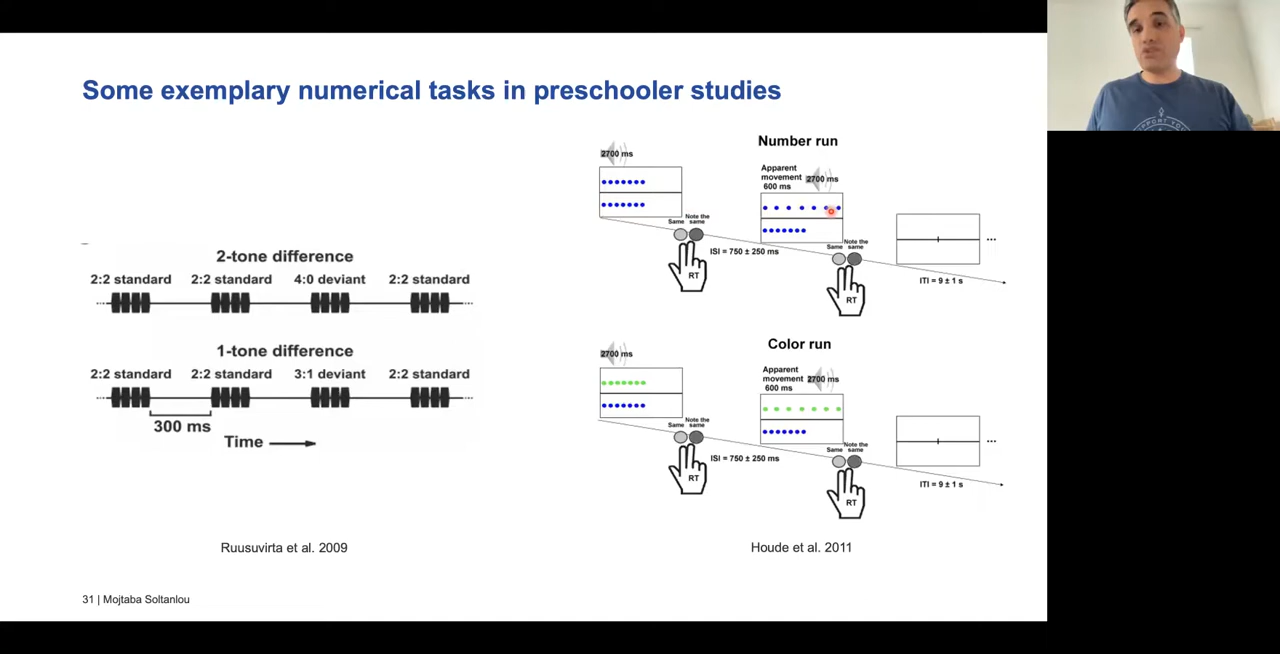 Some exemplary numerical tasks in preschooler studies
2-tone difference
2:2 standard 2:2 standard 4:0 deviant 2:2 standard
1-tone difference
2:2 standard 2:2 standard 3:1 deviant 2:2 standard
300 ms
Time
Ruusuvirta et al. 2009
Number run
2700 ms
Same
Note the
same
RT
ISI = 750 ± 250 ms
Apparent
movement 2700 ms
600 ms
Same
Note the
same
RT
ITI = 9 ± 1 s
...
Color run
2700 ms
Same
Note the
same
RT
ISI = 750 ± 250 ms
Apparent
movement 2700 ms
600 ms
Same
Note the
same
RT
ITI = 9 ± 1 s
...
Houde et al. 2011
31 | Mojtaba Soltanlou
SUPPORT YOU